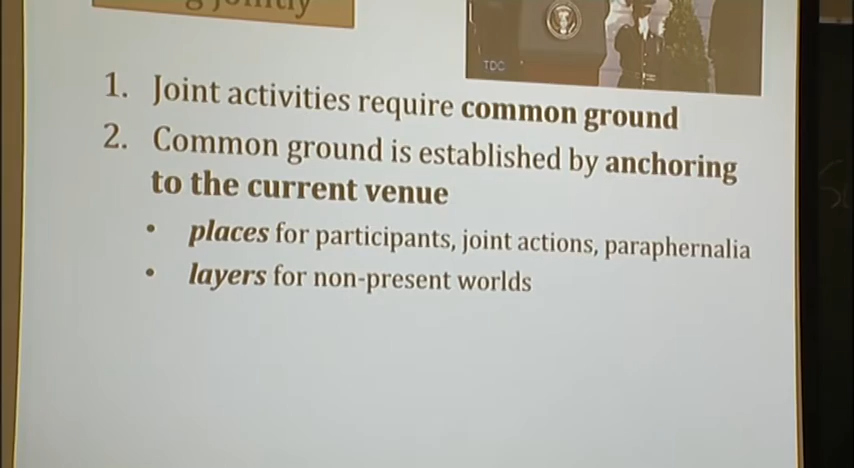 1. Joint activities require common ground
TDC
2. Common ground is established by anchoring
to the current venue
• places for participants, joint actions, paraphernalia
• layers for non-present worlds